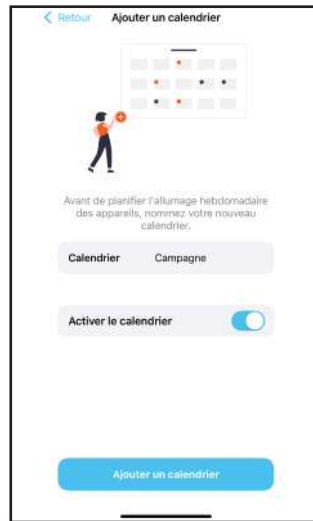 Retour Ajouter un calendrier
Avant de planifier l'allumage hebdomadaire
des appareils, nommez votre nouveau
calendrier.
Calendrier Campagne
Activer le calendrier
Ajouter un calendrier